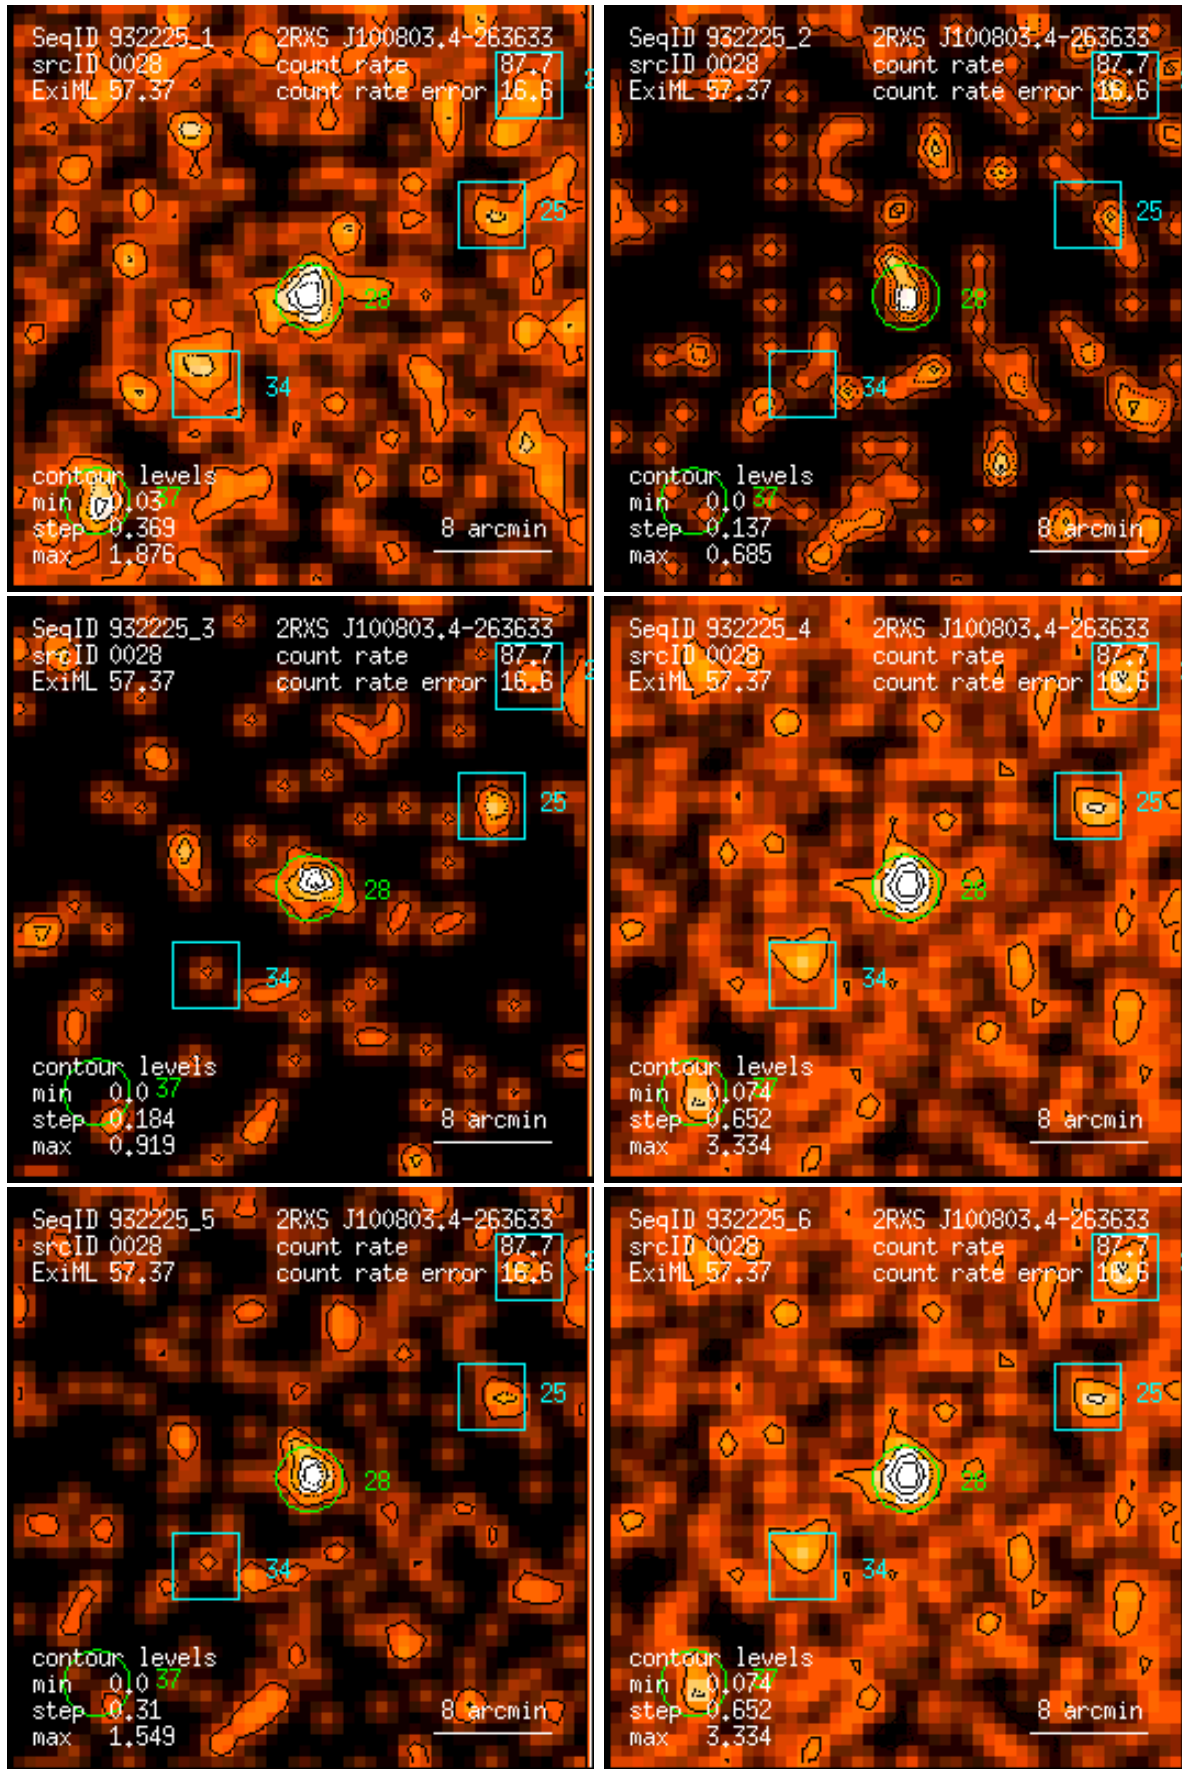 SeqID 932225_1 2RXS J100803.4-263633
srcID 0028 count rate 87.7
ExiML 57.37 count rate error 16.6
25
28
34
contour levels
min 0.03 37
step 0.369 8 arcmin
max 1.876
SeqID 932225_2 2RXS J100803.4-263633
srcID 0028 count rate 87.7
ExiML 57.37 count rate error 16.6
25
28
34
contour levels
min 0.0 37
step 0.137 8 arcmin
max 0.685
SeqID 932225_3 2RXS J100803.4-263633
srcID 0028 count rate 87.7
ExiML 57.37 count rate error 16.6
25
28
34
contour levels
min 0.0 37
step 0.184 8 arcmin
max 0.919
SeqID 932225_4 2RXS J100803.4-263633
srcID 0028 count rate 87.7
ExiML 57.37 count rate error 16.6
25
28
34
contour levels
min 0.074 37
step 0.652 8 arcmin
max 3.334
SeqID 932225_5 2RXS J100803.4-263633
srcID 0028 count rate 87.7
ExiML 57.37 count rate error 16.6
25
28
34
contour levels
min 0.0 37
step 0.31 8 arcmin
max 1.549
SeqID 932225_6 2RXS J100803.4-263633
srcID 0028 count rate 87.7
ExiML 57.37 count rate error 16.6
25
28
34
contour levels
min 0.074 37
step 0.652 8 arcmin
max 3.334